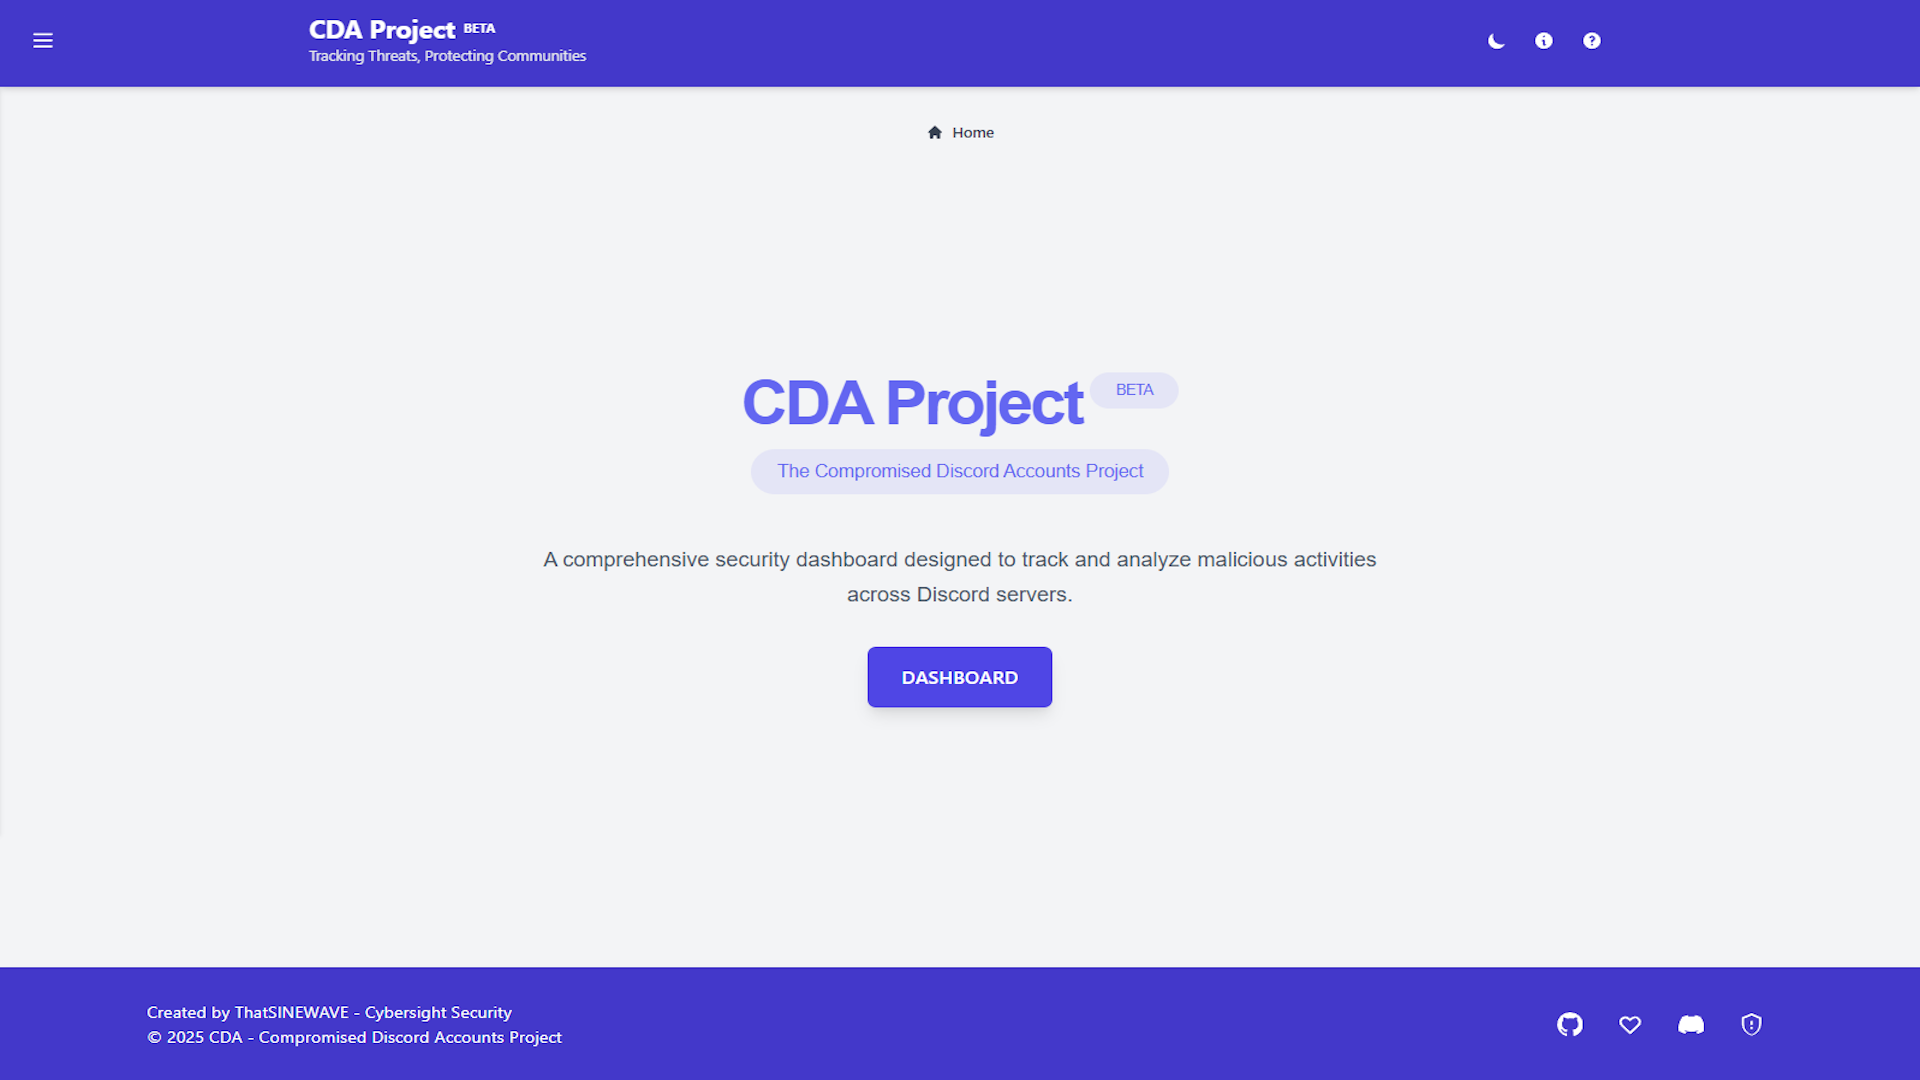 CDA Project BETA
Tracking Threats, Protecting Communities
Home
CDA Project BETA
The Compromised Discord Accounts Project
A comprehensive security dashboard designed to track and analyze malicious activities
across Discord servers.
DASHBOARD
Created by ThatSINEWAVE - Cybersight Security
© 2025 CDA - Compromised Discord Accounts Project